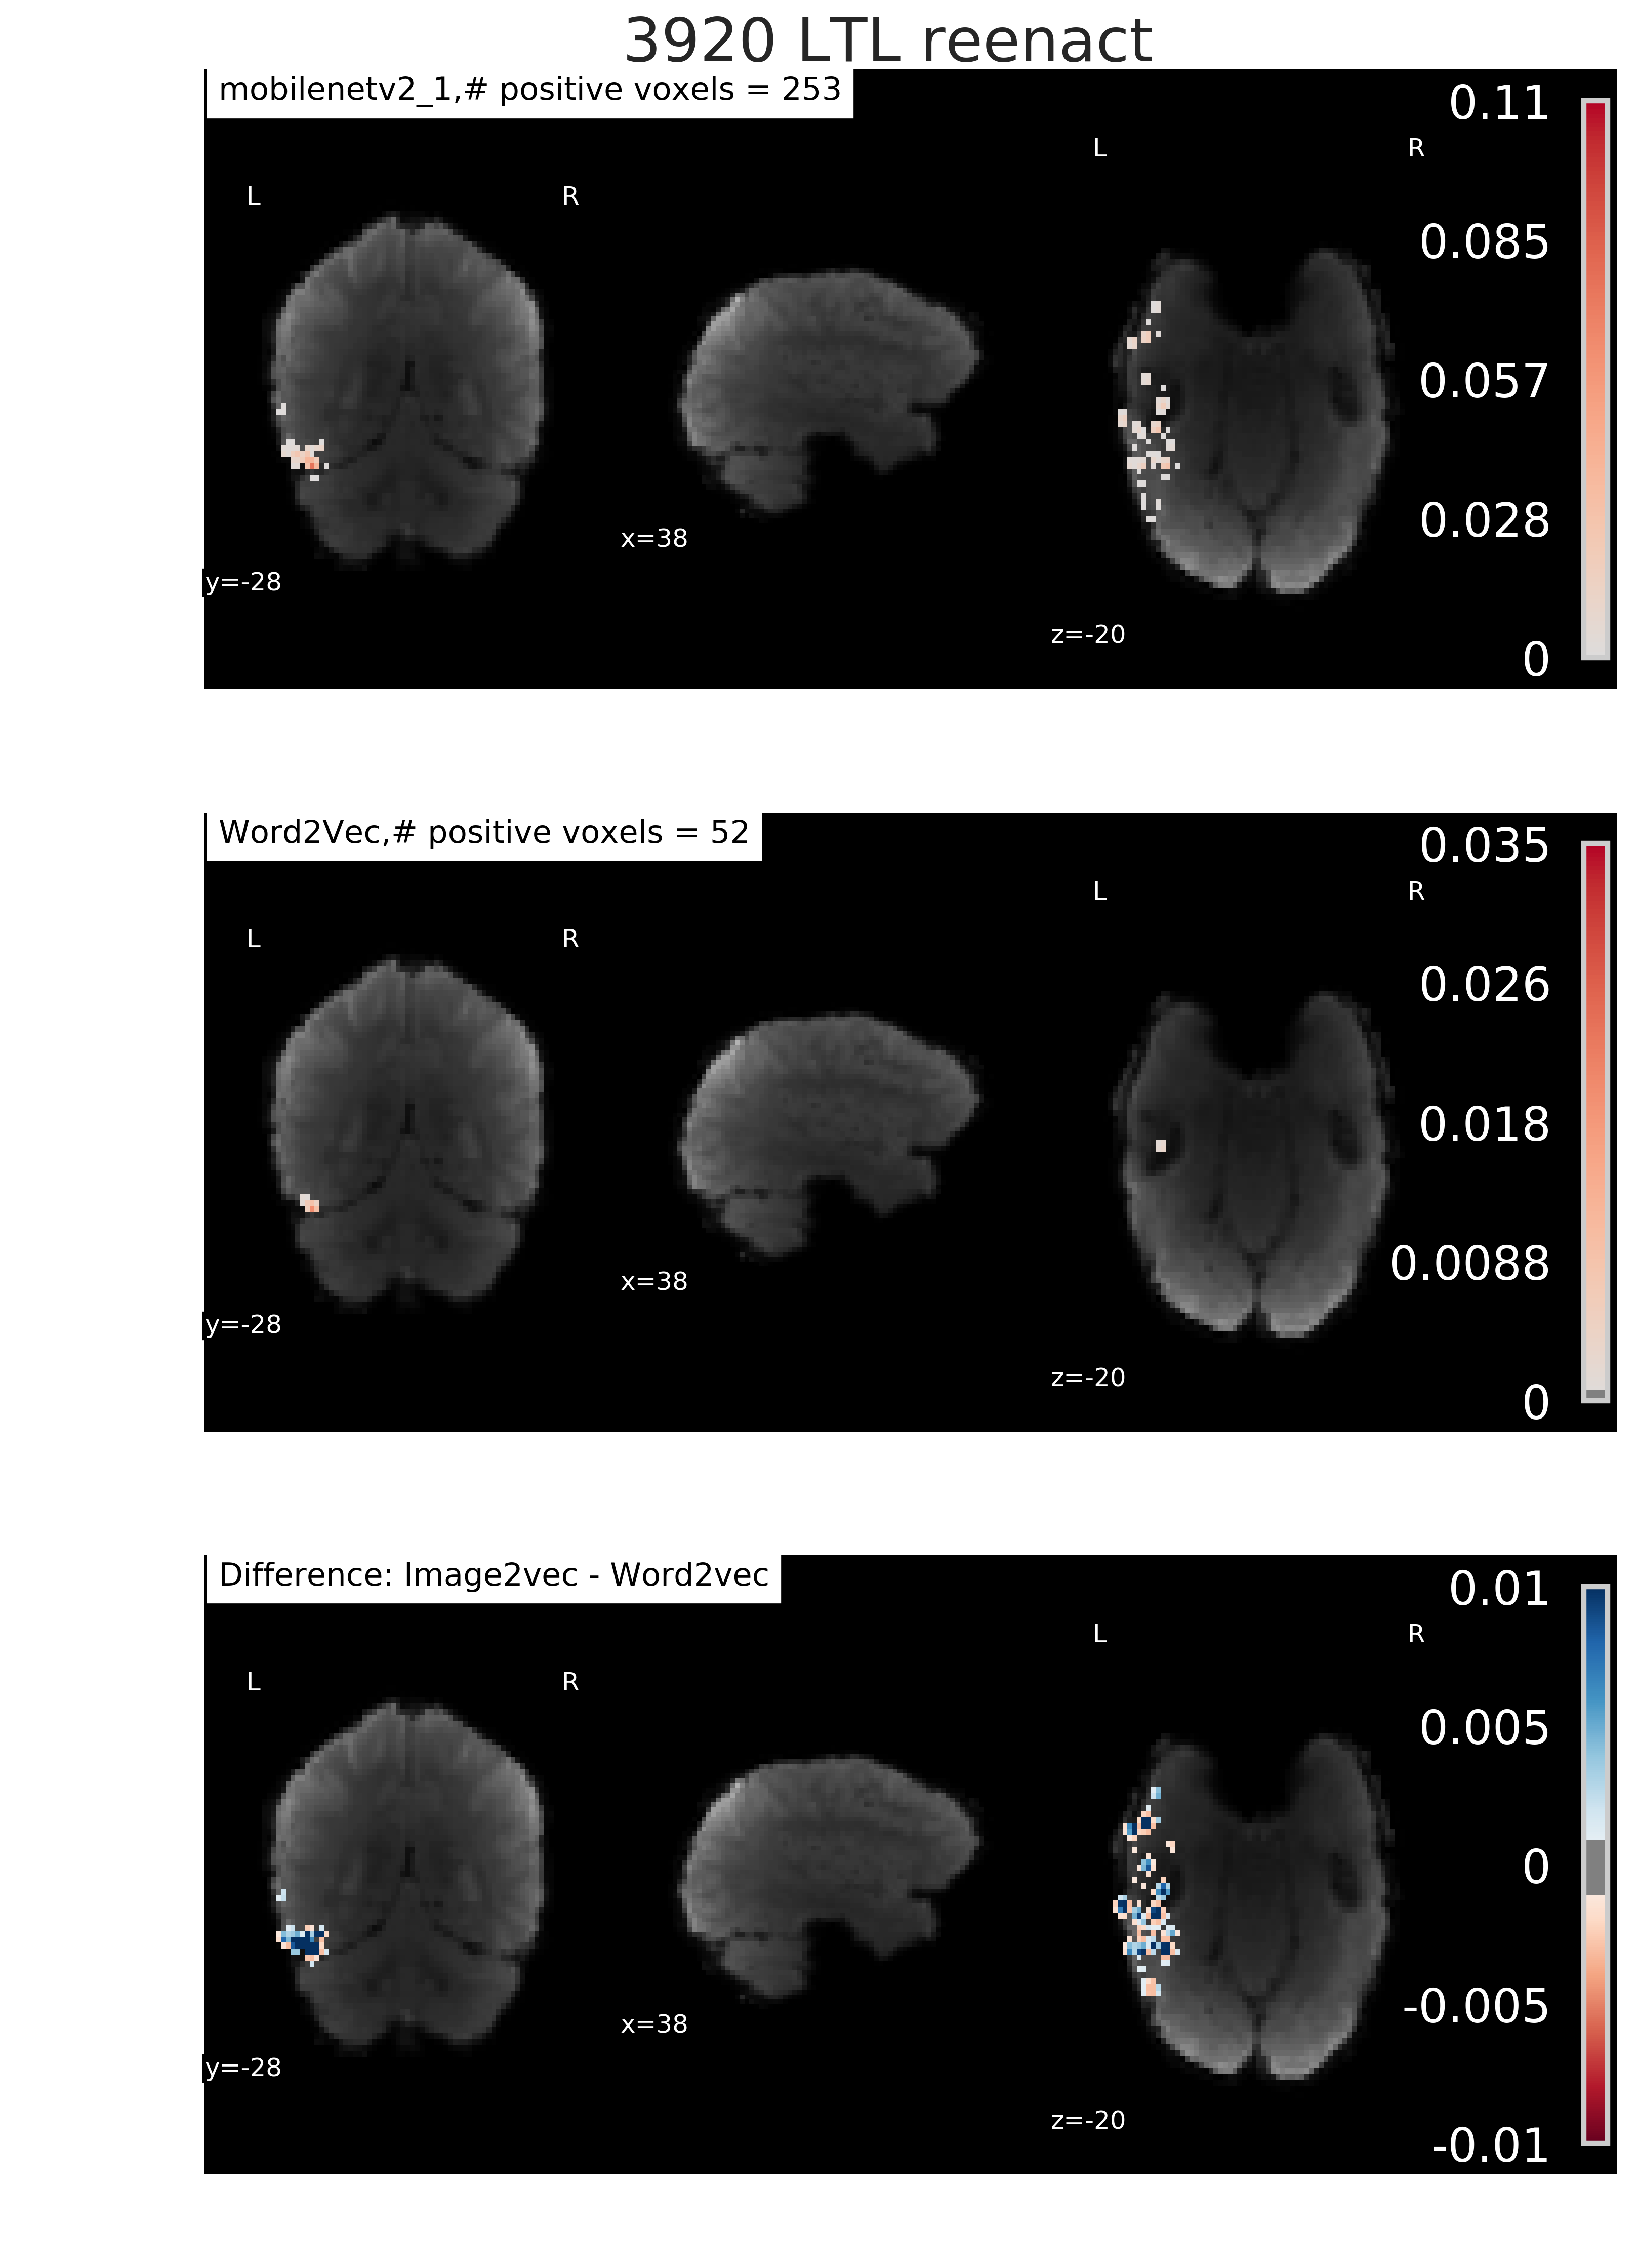 3920 LTL reenact
mobilenetv2_1,# positive voxels = 253
L R L R
0.11
0.085
0.057
0.028
0
x=38
y=-28
z=-20
Word2Vec,# positive voxels = 52
L R L R
0.035
0.026
0.018
0.0088
0
x=38
y=-28
z=-20
Difference: Image2vec - Word2vec
L R L R
0.01
0.005
0
-0.005
-0.01
x=38
y=-28
z=-20